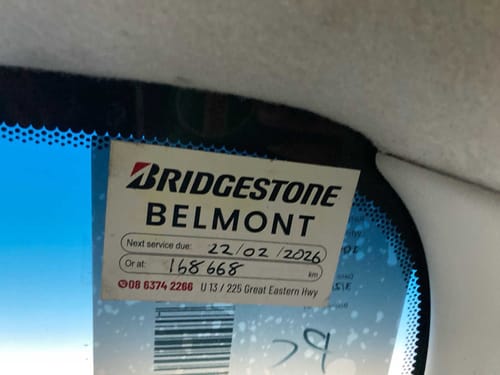 BRIDGESTONE
BELMONT
Next service due: 22/02/2026
Or at: 168668 km
08 6374 2266 U 13 / 225 Great Eastern Hwy